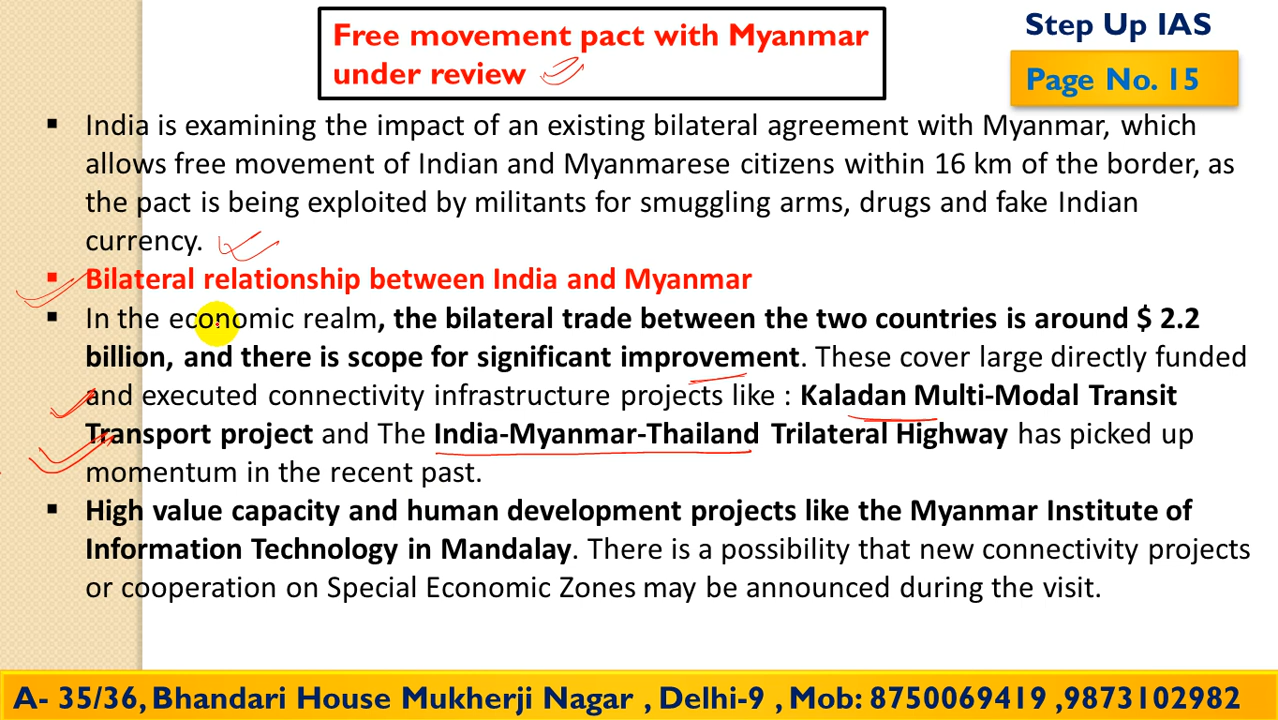 Free movement pact with Myanmar
under review
Step Up IAS
Page No. 15
▪ India is examining the impact of an existing bilateral agreement with Myanmar, which
allows free movement of Indian and Myanmarese citizens within 16 km of the border, as
the pact is being exploited by militants for smuggling arms, drugs and fake Indian
currency.
▪ Bilateral relationship between India and Myanmar
▪ In the economic realm, the bilateral trade between the two countries is around $ 2.2
billion, and there is scope for significant improvement. These cover large directly funded
and executed connectivity infrastructure projects like : Kaladan Multi-Modal Transit
Transport project and The India-Myanmar-Thailand Trilateral Highway has picked up
momentum in the recent past.
▪ High value capacity and human development projects like the Myanmar Institute of
Information Technology in Mandalay. There is a possibility that new connectivity projects
or cooperation on Special Economic Zones may be announced during the visit.
A- 35/36, Bhandari House Mukherji Nagar , Delhi-9 , Mob: 8750069419 ,9873102982